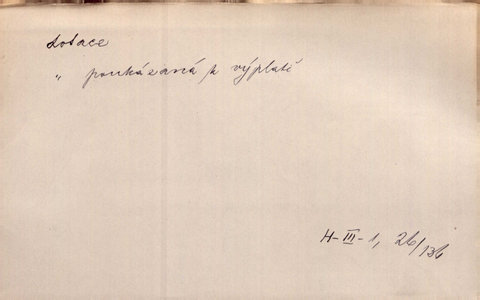 dotace
" poukázaná k výplatě
H-III-1, 26/136